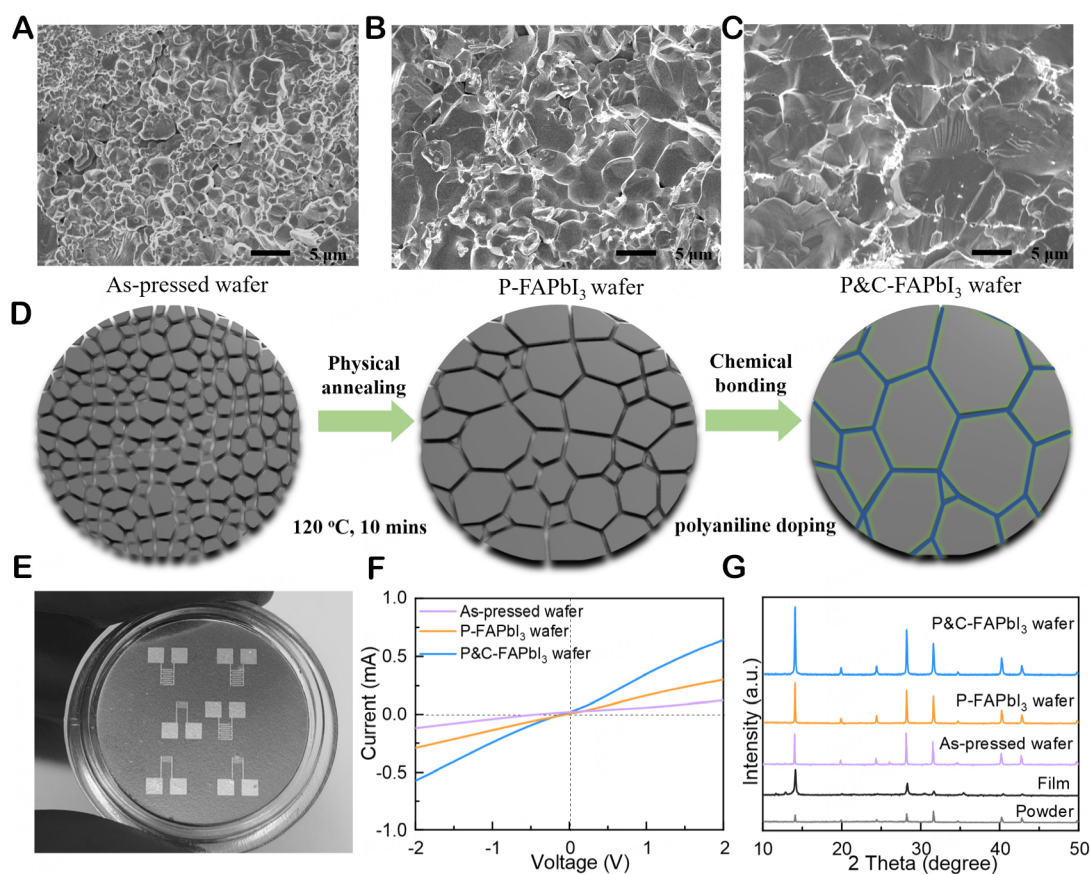 A
B
C
5 μm
5 μm
5 μm
As-pressed wafer
P-FAPbI₃ wafer
P&C-FAPbI₃ wafer
D
Physical
annealing
120 °C, 10 mins
Chemical
bonding
polyaniline doping
E
F
Current (mA)
1.0
0.5
0.0
-0.5
-1.0
As-pressed wafer
P-FAPbI₃ wafer
P&C-FAPbI₃ wafer
-2
-1
0
1
2
Voltage (V)
G
Intensity (a.u.)
P&C-FAPbI₃ wafer
P-FAPbI₃ wafer
As-pressed wafer
Film
Powder
10
20
30
40
50
2 Theta (degree)